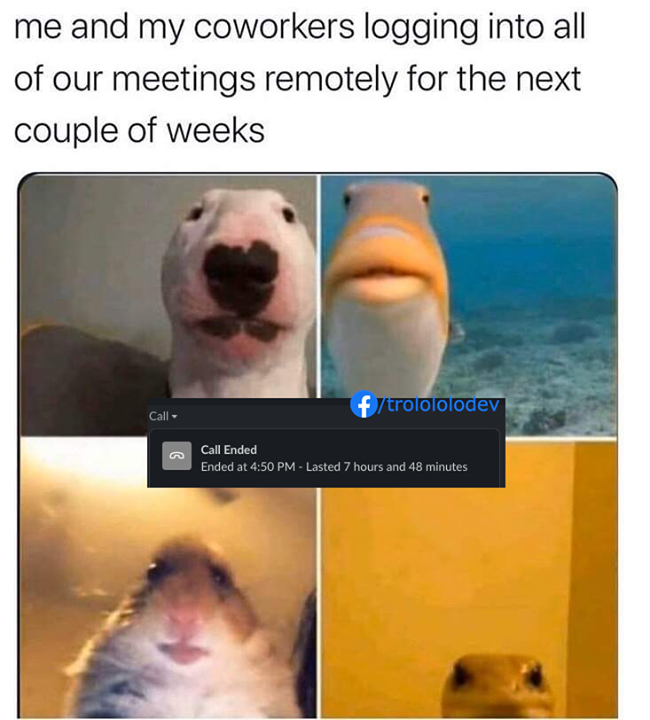 me and my coworkers logging into all
of our meetings remotely for the next
couple of weeks
/trolololodev
Call
Call Ended
Ended at 4:50 PM - Lasted 7 hours and 48 minutes